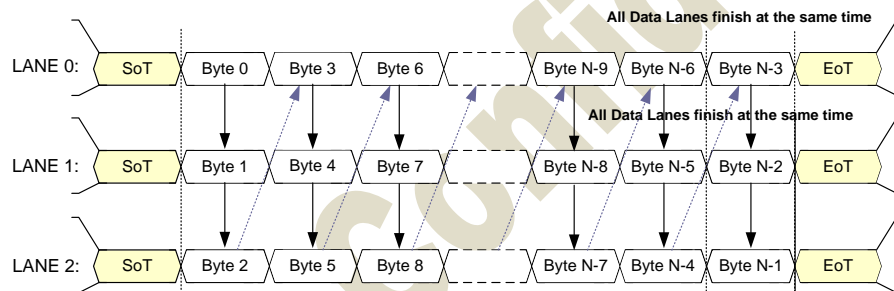 All Data Lanes finish at the same time
LANE 0: SoT Byte 0 Byte 3 Byte 6 Byte N-9 Byte N-6 Byte N-3 EoT
All Data Lanes finish at the same time
LANE 1: SoT Byte 1 Byte 4 Byte 7 Byte N-8 Byte N-5 Byte N-2 EoT
LANE 2: SoT Byte 2 Byte 5 Byte 8 Byte N-7 Byte N-4 Byte N-1 EoT